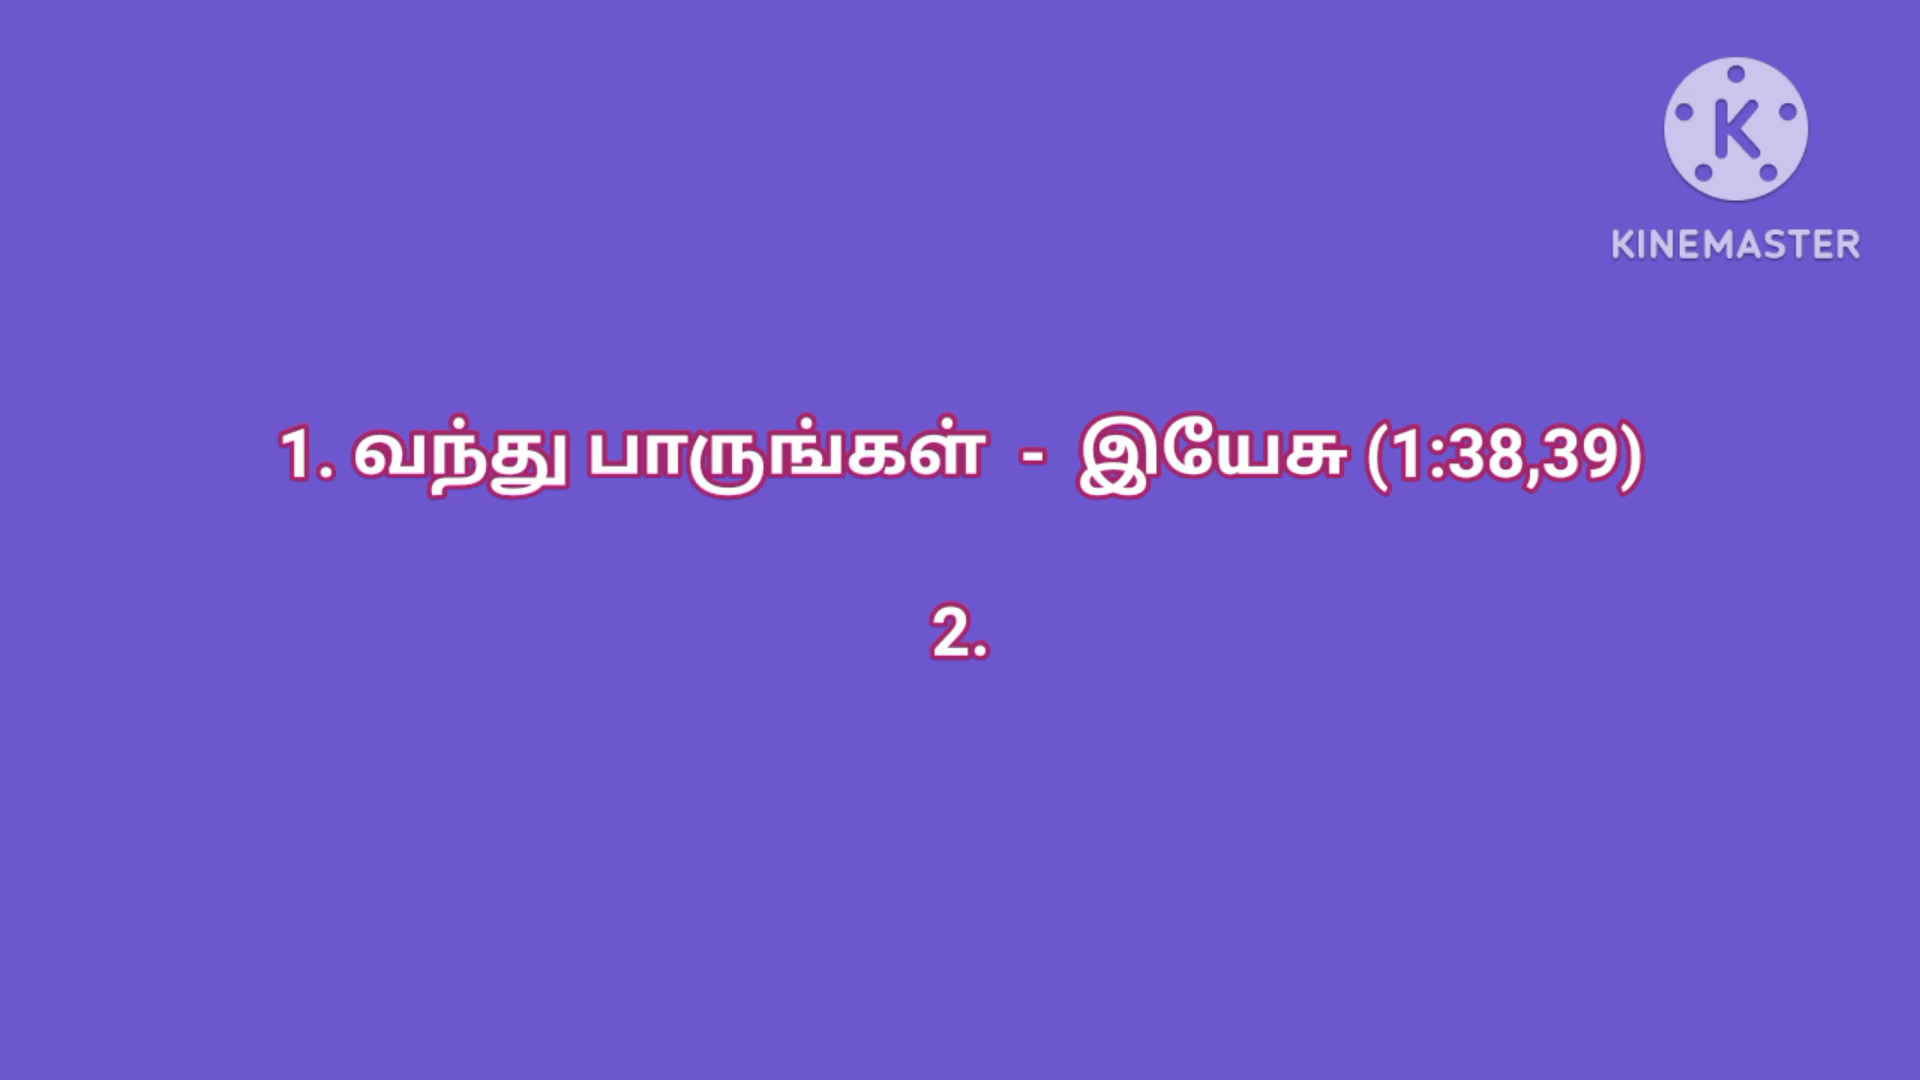 K
KINEMASTER
1. வந்து பாருங்கள் - இயேசு (1:38,39)
2.